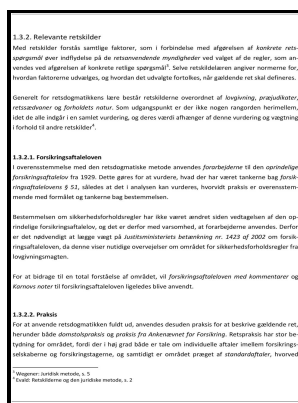 1.3.2. Relevante retskilder
Med retskilder forstås samtlige faktorer, som i forbindelse med afgørelsen af konkrete rets-
spørgsmål øver indflydelse på de retsanvendende myndigheder ved valget af de regler, som an-
vendes ved afgørelsen af konkrete retlige spørgsmål³. Selve retskildelæren angiver normerne for,
hvordan faktorerne udvælges, og hvordan det udvalgte fortolkes, når gældende ret skal defineres.
Generelt for retsdogmatikkens lære består retskilderne overordnet af lovgivning, præjudikater,
retssædvaner og forholdets natur. Som udgangspunkt er der ikke nogen rangorden herimellem,
idet de alle indgår i en samlet vurdering, og deres værdi afhænger af denne vurdering og vægtning
i forhold til andre retskilder⁴.
1.3.2.1. Forsikringsaftaleloven
I overensstemmelse med den retsdogmatiske metode anvendes forarbejderne til den oprindelige
forsikringsaftalelov fra 1929. Dette gøres for at vurdere, hvad der har været tankerne bag forsik-
ringsaftalelovens § 51, således at det i analysen kan vurderes, hvorvidt praksis er overensstem-
mende med formålet og tankerne bag bestemmelsen.
Bestemmelsen om sikkerhedsforholdsregler har ikke været ændret siden vedtagelsen af den op-
rindelige forsikringsaftalelov, og det er derfor med varsomhed, at forarbejderne anvendes. Derfor
er det nødvendigt at lægge vægt på Justitsministeriets betænkning nr. 1423 af 2002 om forsik-
ringsaftaleloven, da denne viser nutidige overvejelser om området for sikkerhedsforholdsregler fra
lovgivningsmagten.
For at bidrage til en total forståelse af området, vil forsikringsaftaleloven med kommentarer og
Karnovs noter til forsikringsaftaleloven ligeledes blive anvendt.
1.3.2.2. Praksis
For at anvende retsdogmatikken fuldt ud, anvendes desuden praksis for at beskrive gældende ret,
herunder både domstolspraksis og praksis fra Ankenævnet for Forsikring. Retspraksis har stor be-
tydning for området, fordi der i høj grad både er tale om individuelle aftaler imellem forsikrings-
selskaberne og forsikringstagerne, og samtidigt er området præget af standardaftaler, hvorved
³ Wegener: Juridisk metode, s. 5
⁴ Evald: Retskilderne og den juridiske metode, s. 2